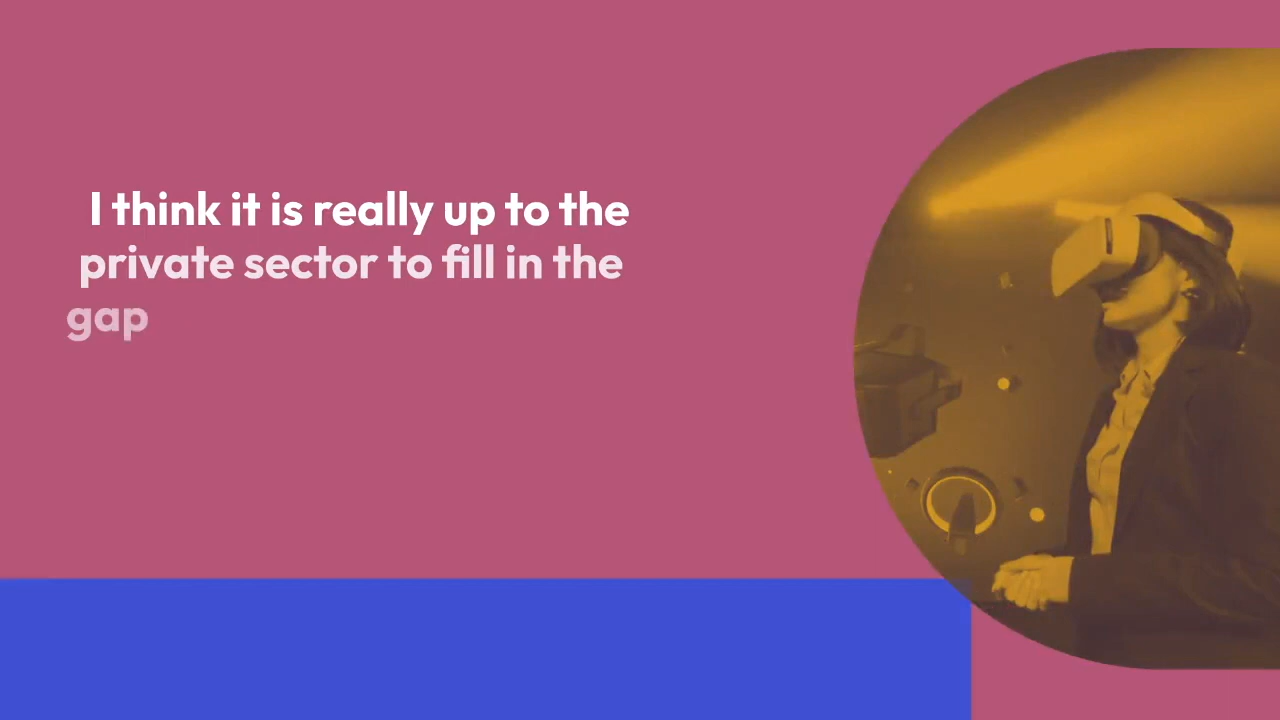 I think it is really up to the
private sector to fill in the
gap